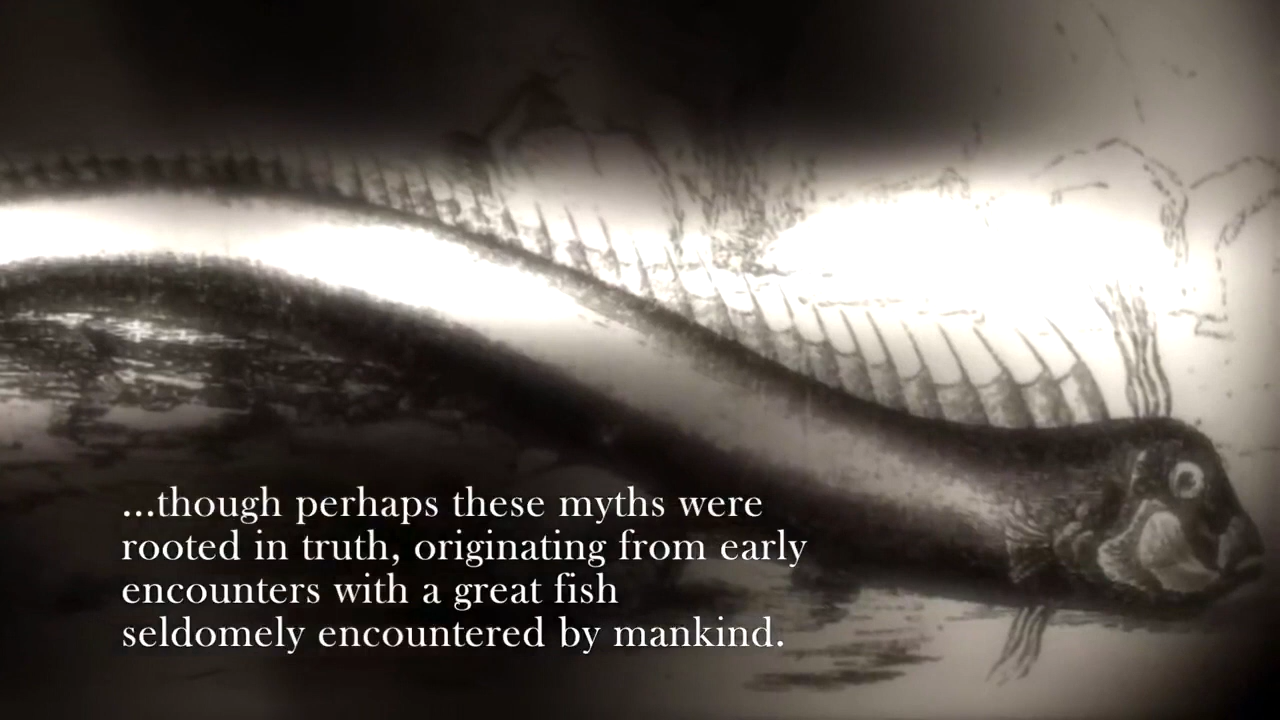 ...though perhaps these myths were
rooted in truth, originating from early
encounters with a great fish
seldomely encountered by mankind.